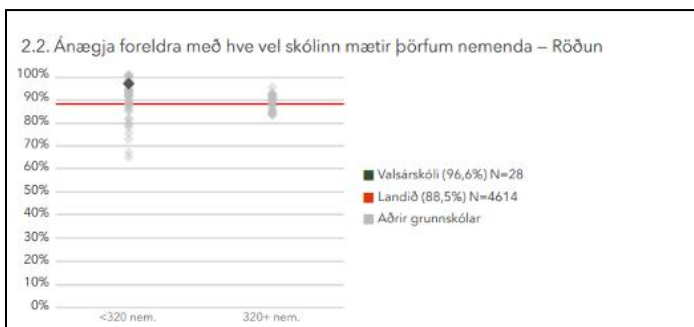 2.2. Ánægja foreldra með hve vel skólinn mætir þörfum nemenda – Röðun
100%
90%
80%
70%
60%
50%
40%
30%
20%
10%
0%
<320 nem.
320+ nem.
Valsárskóli (96,6%) N=28
Landið (88,5%) N=4614
Aðrir grunnskólar